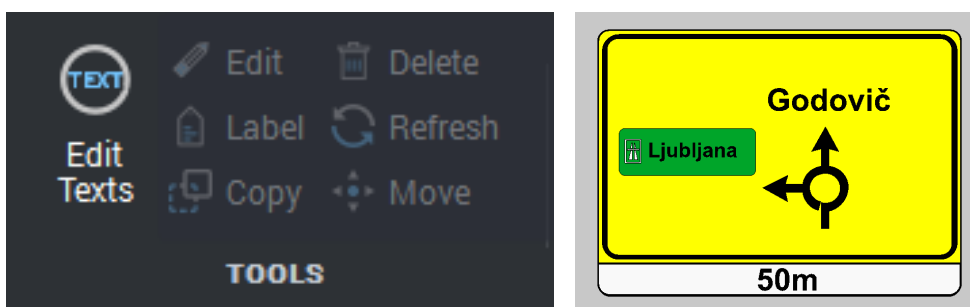 TEXT
Edit
Texts
Edit
Delete
Label
Refresh
Copy
Move
TOOLS
Godovič
Ljubljana
50m